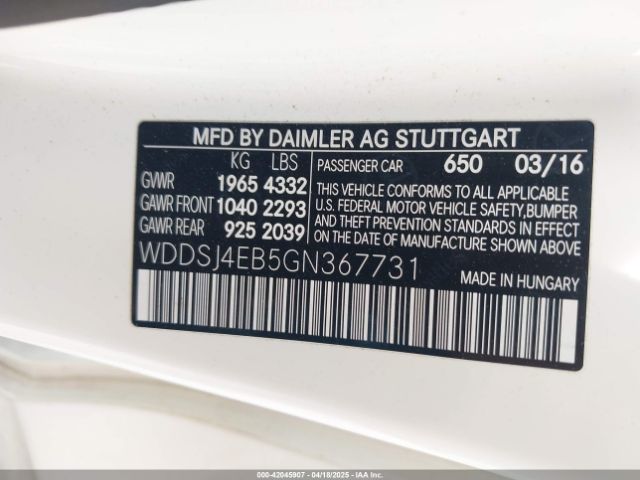 MFD BY DAIMLER AG STUTTGART
KG LBS PASSENGER CAR 650 03/16
GVWR 1965 4332
GAWR FRONT 1040 2293
GAWR REAR 925 2039
THIS VEHICLE CONFORMS TO ALL APPLICABLE
U.S. FEDERAL MOTOR VEHICLE SAFETY, BUMPER
AND THEFT PREVENTION STANDARDS IN EFFECT
ON THE DATE OF MANUFACTURE SHOWN ABOVE
WDDSJ4EB5GN367731
MADE IN HUNGARY
000-42045907 - 04/18/2025 - IAAI.COM